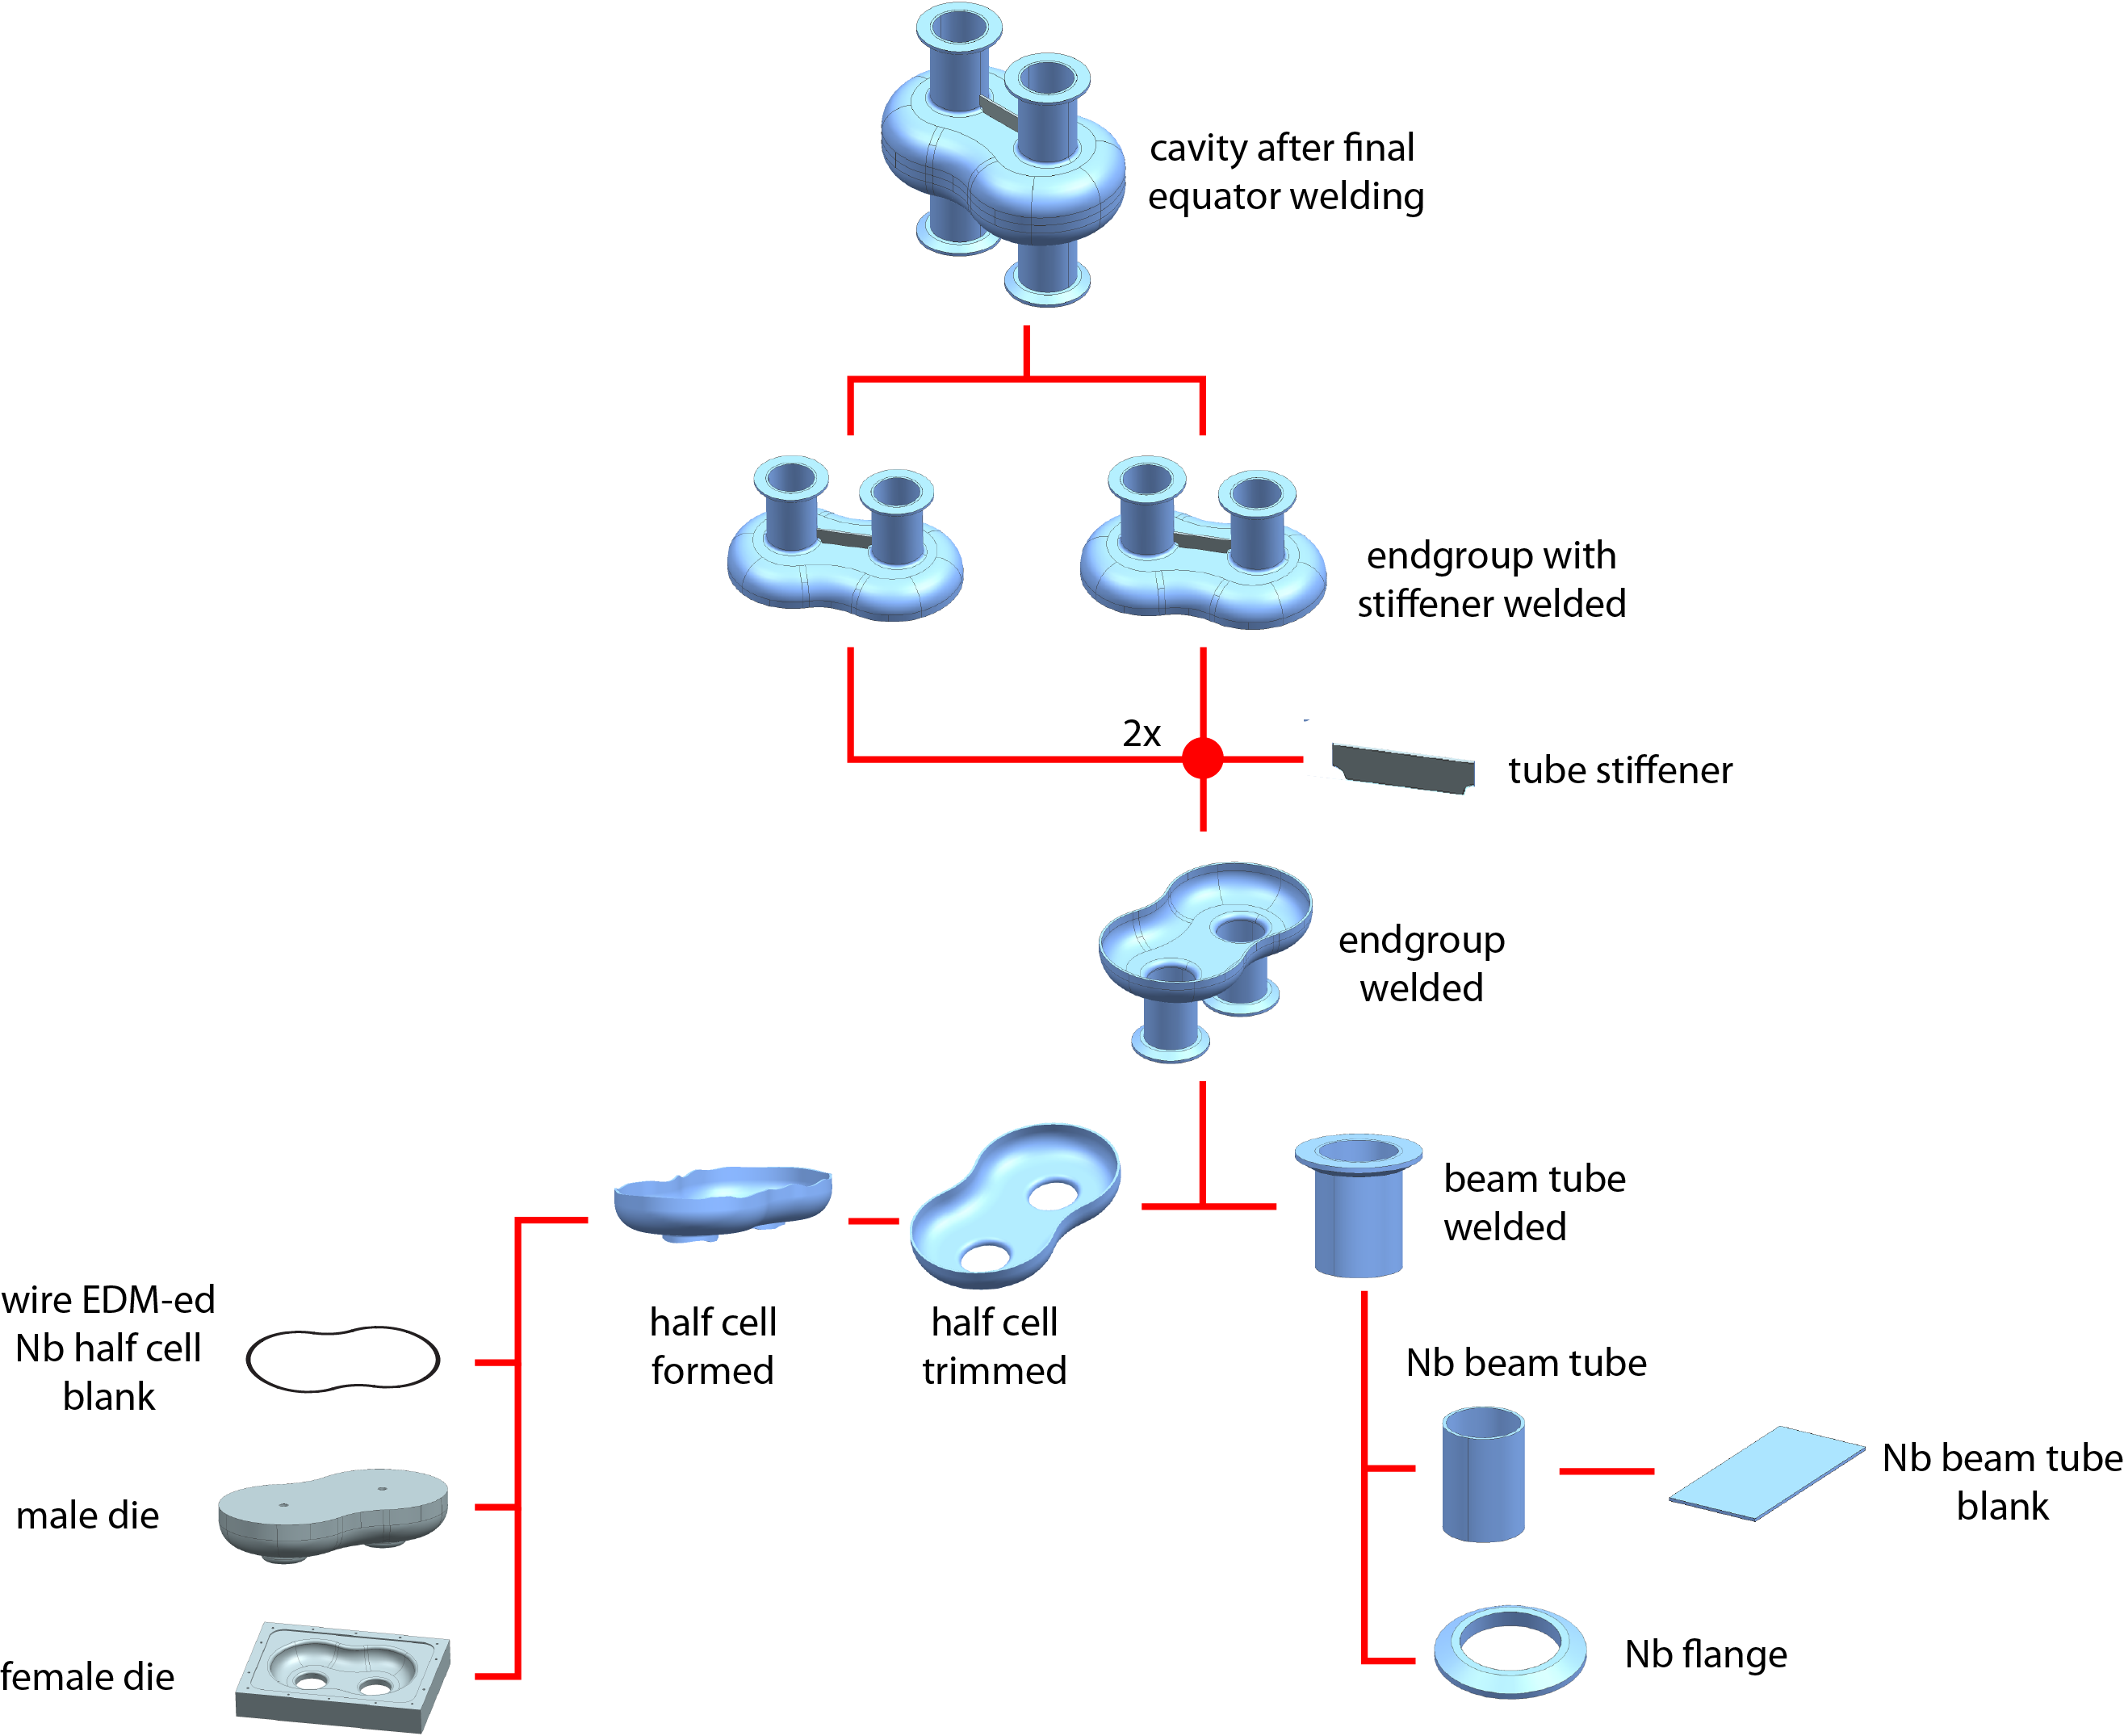 cavity after final
equator welding
endgroup with
stiffener welded
2x
tube stiffener
endgroup
welded
beam tube
welded
wire EDM-ed
Nb half cell
blank
half cell
formed
half cell
trimmed
Nb beam tube
Nb beam tube
blank
male die
female die
Nb flange